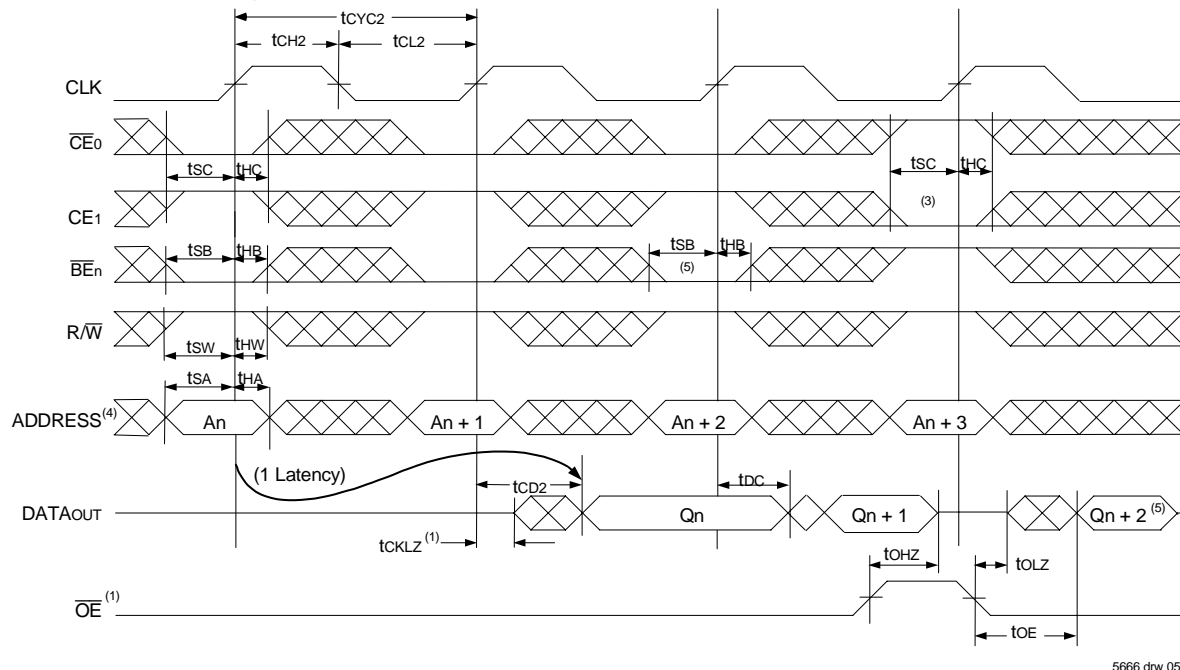 tCYC2
tCH2
tCL2
CLK
CE0
tSC
tHC
tSC
tHC
(3)
CE1
tSB
tHB
tSB
tHB
(5)
BEn
R/W
tSW
tHW
tSA
tHA
ADDRESS(4)
An
An + 1
An + 2
An + 3
(1 Latency)
tCD2
tDC
DATAOUT
Qn
Qn + 1
Qn + 2 (5)
tCKLZ (1)
tOHZ
tOLZ
OE (1)
tOE
5666 drw 05